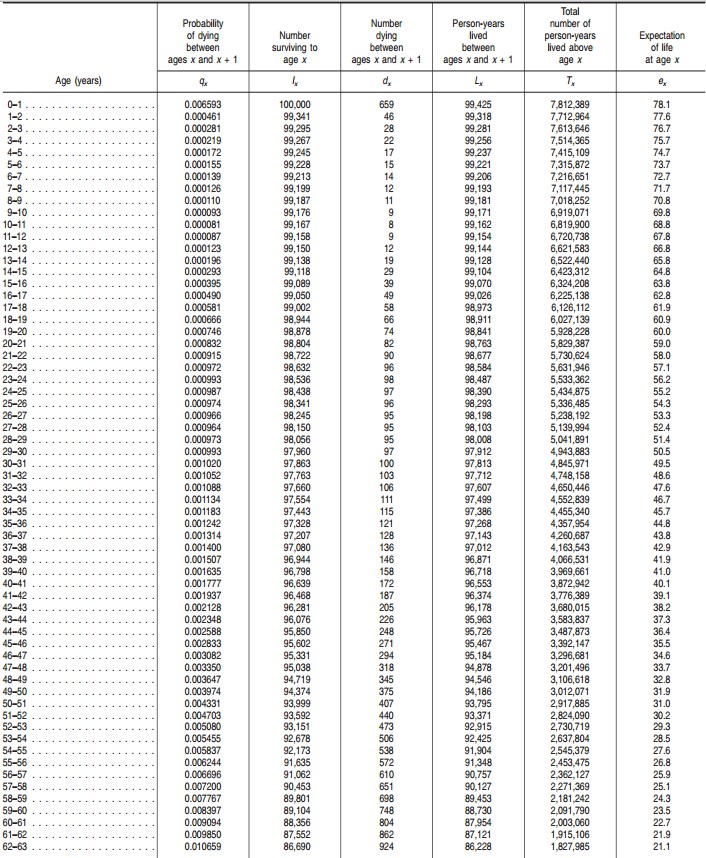 Age (years) Probability of dying between ages x and x + 1 Number surviving to age x Number dying between ages x and x + 1 Person-years lived between ages x and x + 1 Total number of person-years lived above age x Expectation of life at age x
qx lx dx Lx Tx ex
0–1 0.006593 100,000 659 99,425 7,812,389 78.1
1–2 0.000461 99,341 46 99,318 7,712,964 77.6
2–3 0.000281 99,295 28 99,281 7,613,646 76.7
3–4 0.000219 99,267 22 99,256 7,514,365 75.7
4–5 0.000172 99,245 17 99,237 7,415,109 74.7
5–6 0.000155 99,228 15 99,221 7,315,872 73.7
6–7 0.000139 99,213 14 99,206 7,216,651 72.7
7–8 0.000126 99,199 12 99,193 7,117,445 71.7
8–9 0.000110 99,187 11 99,181 7,018,252 70.8
9–10 0.000093 99,176 9 99,171 6,919,071 69.8
10–11 0.000081 99,167 8 99,162 6,819,900 68.8
11–12 0.000087 99,158 9 99,154 6,720,738 67.8
12–13 0.000123 99,150 12 99,144 6,621,583 66.8
13–14 0.000196 99,138 19 99,128 6,522,440 65.8
14–15 0.000293 99,118 29 99,104 6,423,312 64.8
15–16 0.000395 99,089 39 99,070 6,324,208 63.8
16–17 0.000490 99,050 49 99,026 6,225,138 62.8
17–18 0.000581 99,002 58 98,973 6,126,112 61.9
18–19 0.000666 98,944 66 98,911 6,027,139 60.9
19–20 0.000746 98,878 74 98,841 5,928,228 60.0
20–21 0.000832 98,804 82 98,763 5,829,387 59.0
21–22 0.000915 98,722 90 98,677 5,730,624 58.0
22–23 0.000972 98,632 96 98,584 5,631,946 57.1
23–24 0.000993 98,536 98 98,487 5,533,362 56.2
24–25 0.000987 98,438 97 98,390 5,434,875 55.2
25–26 0.000974 98,341 96 98,293 5,336,485 54.3
26–27 0.000966 98,245 95 98,198 5,238,192 53.3
27–28 0.000964 98,150 95 98,103 5,139,994 52.4
28–29 0.000973 98,056 95 98,008 5,041,891 51.4
29–30 0.000993 97,960 97 97,912 4,943,883 50.5
30–31 0.001020 97,863 100 97,813 4,845,971 49.5
31–32 0.001052 97,763 103 97,712 4,748,158 48.6
32–33 0.001088 97,660 106 97,607 4,650,446 47.6
33–34 0.001134 97,554 111 97,499 4,552,839 46.7
34–35 0.001183 97,443 115 97,386 4,455,340 45.7
35–36 0.001242 97,328 121 97,268 4,357,954 44.8
36–37 0.001314 97,207 128 97,143 4,260,687 43.8
37–38 0.001400 97,080 136 97,012 4,163,543 42.9
38–39 0.001507 96,944 146 96,871 4,066,531 41.9
39–40 0.001635 96,798 158 96,718 3,969,661 41.0
40–41 0.001777 96,639 172 96,553 3,872,942 40.1
41–42 0.001937 96,468 187 96,374 3,776,389 39.1
42–43 0.002128 96,281 205 96,178 3,680,015 38.2
43–44 0.002348 96,076 226 95,963 3,583,837 37.3
44–45 0.002588 95,850 248 95,726 3,487,873 36.4
45–46 0.002833 95,602 271 95,467 3,392,147 35.5
46–47 0.003082 95,331 294 95,184 3,296,681 34.6
47–48 0.003350 95,038 318 94,878 3,201,496 33.7
48–49 0.003647 94,719 345 94,546 3,106,618 32.8
49–50 0.003974 94,374 375 94,186 3,012,071 31.9
50–51 0.004331 93,999 407 93,795 2,917,885 31.0
51–52 0.004703 93,592 440 93,371 2,824,090 30.2
52–53 0.005080 93,151 473 92,915 2,730,719 29.3
53–54 0.005455 92,678 506 92,425 2,637,804 28.5
54–55 0.005837 92,173 538 91,904 2,545,379 27.6
55–56 0.006244 91,635 572 91,348 2,453,475 26.8
56–57 0.006696 91,062 610 90,757 2,362,127 25.9
57–58 0.007200 90,453 651 90,127 2,271,369 25.1
58–59 0.007767 89,801 698 89,453 2,181,242 24.3
59–60 0.008397 89,104 748 88,730 2,091,790 23.5
60–61 0.009094 88,356 804 87,954 2,003,060 22.7
61–62 0.009850 87,552 862 87,121 1,915,106 21.9
62–63 0.010659 86,690 924 86,228 1,827,985 21.1